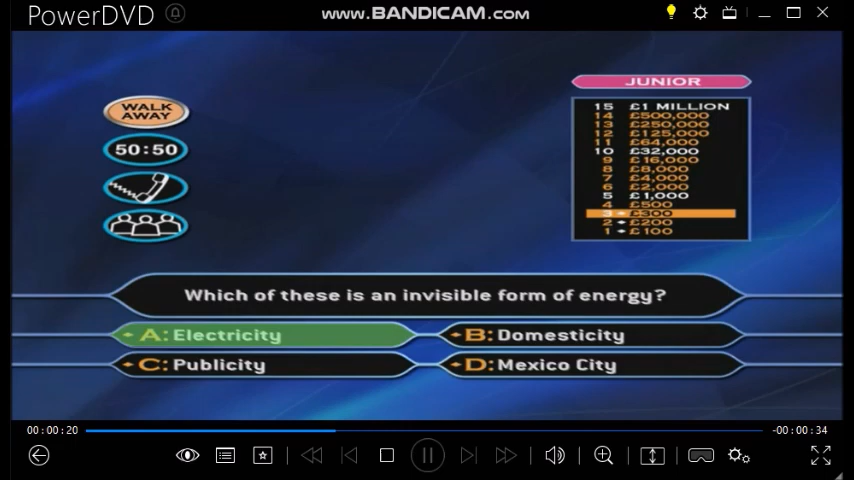 PowerDVD
www.BANDICAM.com
JUNIOR
WALK
AWAY
50:50
15 £1 MILLION
14 £500,000
13 £250,000
12 £125,000
11 £64,000
10 £32,000
9 £16,000
8 £8,000
7 £4,000
6 £2,000
5 £1,000
4 £500
3 £300
2 £200
1 £100
Which of these is an invisible form of energy?
A: Electricity
B: Domesticity
C: Publicity
D: Mexico City
00:00:20
-00:00:34